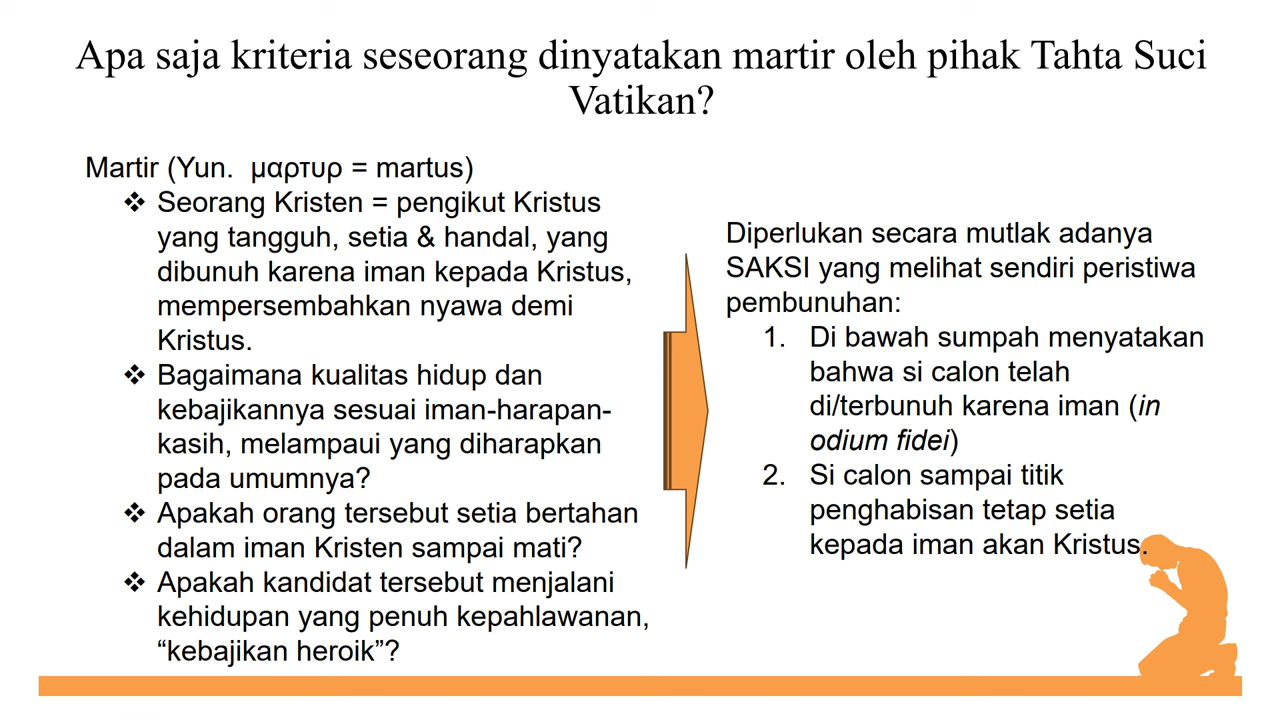 Apa saja kriteria seseorang dinyatakan martir oleh pihak Tahta Suci
Vatikan?
Martir (Yun. μαρτυρ = martus)
❖ Seorang Kristen = pengikut Kristus
yang tangguh, setia & handal, yang
dibunuh karena iman kepada Kristus,
mempersembahkan nyawa demi
Kristus.
❖ Bagaimana kualitas hidup dan
kebajikannya sesuai iman-harapan-
kasih, melampaui yang diharapkan
pada umumnya?
❖ Apakah orang tersebut setia bertahan
dalam iman Kristen sampai mati?
❖ Apakah kandidat tersebut menjalani
kehidupan yang penuh kepahlawanan,
“kebajikan heroik”?
Diperlukan secara mutlak adanya
SAKSI yang melihat sendiri peristiwa
pembunuhan:
1. Di bawah sumpah menyatakan
bahwa si calon telah
di/terbunuh karena iman (in
odium fidei)
2. Si calon sampai titik
penghabisan tetap setia
kepada iman akan Kristus.